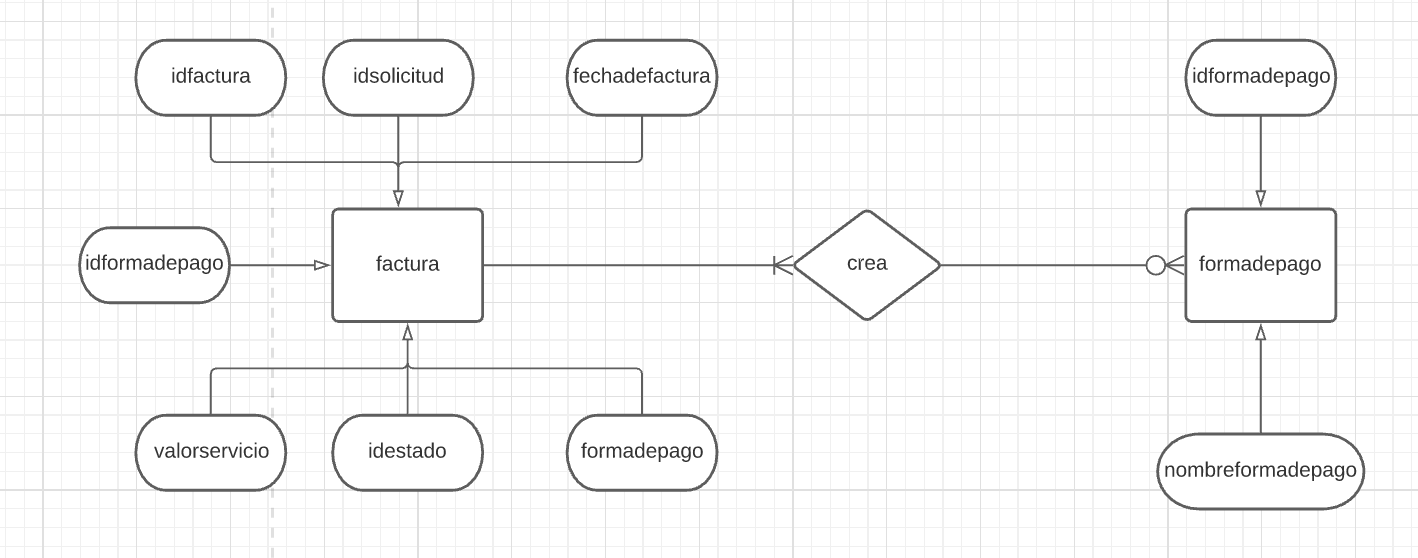 idfactura
idsolicitud
fechadefactura
idformadepago
idformadepago
factura
crea
formadepago
valorservicio
idestado
formadepago
nombreformadepago